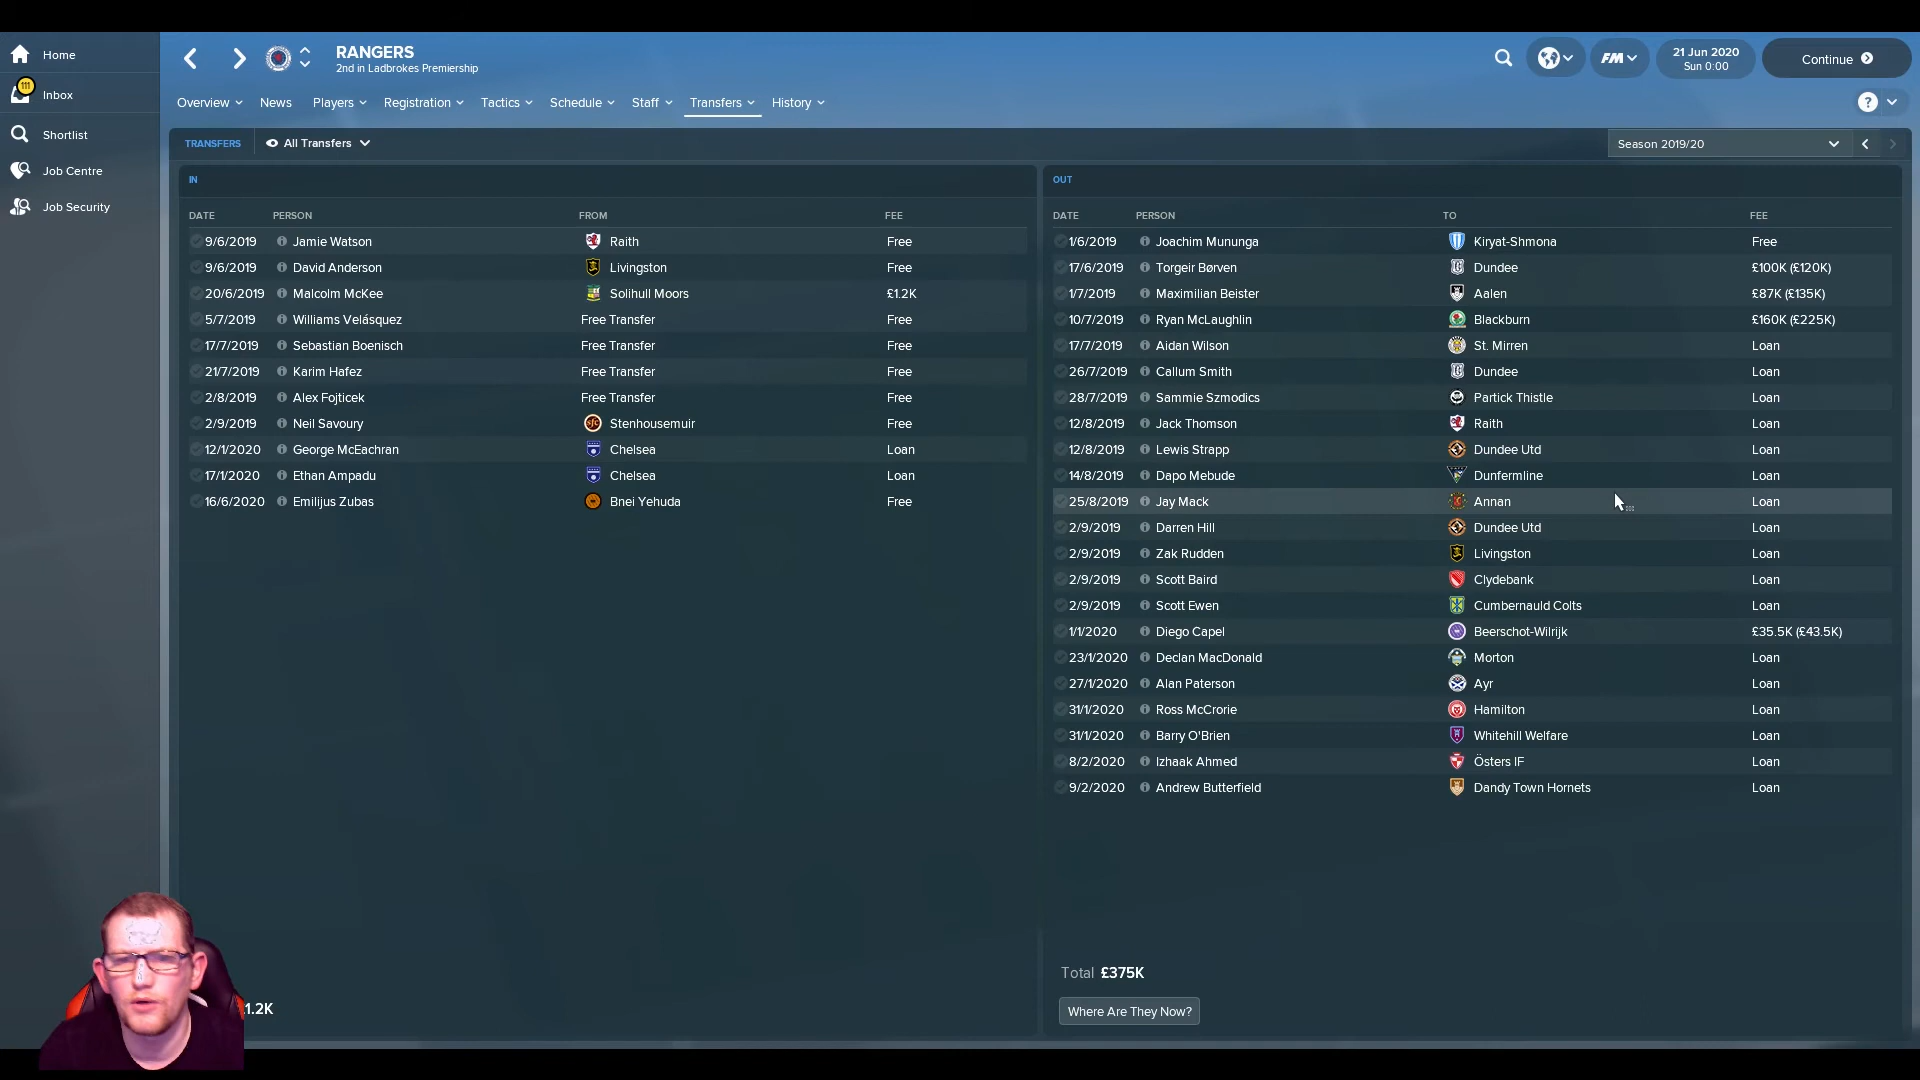 Home
111
Inbox
Shortlist
Job Centre
Job Security
RANGERS
2nd in Ladbrokes Premiership
FM
21 Jun 2020
Sun 0:00
Continue
Overview News Players Registration Tactics Schedule Staff Transfers History
?
TRANSFERS All Transfers
Season 2019/20
IN
DATE PERSON FROM FEE
9/6/2019 Jamie Watson Raith Free
9/6/2019 David Anderson Livingston Free
20/6/2019 Malcolm McKee Solihull Moors £1.2K
5/7/2019 Williams Velásquez Free Transfer Free
17/7/2019 Sebastian Boenisch Free Transfer Free
21/7/2019 Karim Hafez Free Transfer Free
2/8/2019 Alex Fojticek Free Transfer Free
2/9/2019 Neil Savoury Stenhousemuir Free
12/1/2020 George McEachran Chelsea Loan
17/1/2020 Ethan Ampadu Chelsea Loan
16/6/2020 Emilijus Zubas Bnei Yehuda Free
1.2K
OUT
DATE PERSON TO FEE
1/6/2019 Joachim Mununga Kiryat-Shmona Free
17/6/2019 Torgeir Børven Dundee £100K (£120K)
1/7/2019 Maximilian Beister Aalen £87K (£135K)
10/7/2019 Ryan McLaughlin Blackburn £160K (£225K)
17/7/2019 Aidan Wilson St. Mirren Loan
26/7/2019 Callum Smith Dundee Loan
28/7/2019 Sammie Szmodics Partick Thistle Loan
12/8/2019 Jack Thomson Raith Loan
12/8/2019 Lewis Strapp Dundee Utd Loan
14/8/2019 Dapo Mebude Dunfermline Loan
25/8/2019 Jay Mack Annan Loan
2/9/2019 Darren Hill Dundee Utd Loan
2/9/2019 Zak Rudden Livingston Loan
2/9/2019 Scott Baird Clydebank Loan
2/9/2019 Scott Ewen Cumbernauld Colts Loan
1/1/2020 Diego Capel Beerschot-Wilrijk £35.5K (£43.5K)
23/1/2020 Declan MacDonald Morton Loan
27/1/2020 Alan Paterson Ayr Loan
31/1/2020 Ross McCrorie Hamilton Loan
31/1/2020 Barry O'Brien Whitehill Welfare Loan
8/2/2020 Izhaak Ahmed Östers IF Loan
9/2/2020 Andrew Butterfield Dandy Town Hornets Loan
Total £375K
Where Are They Now?